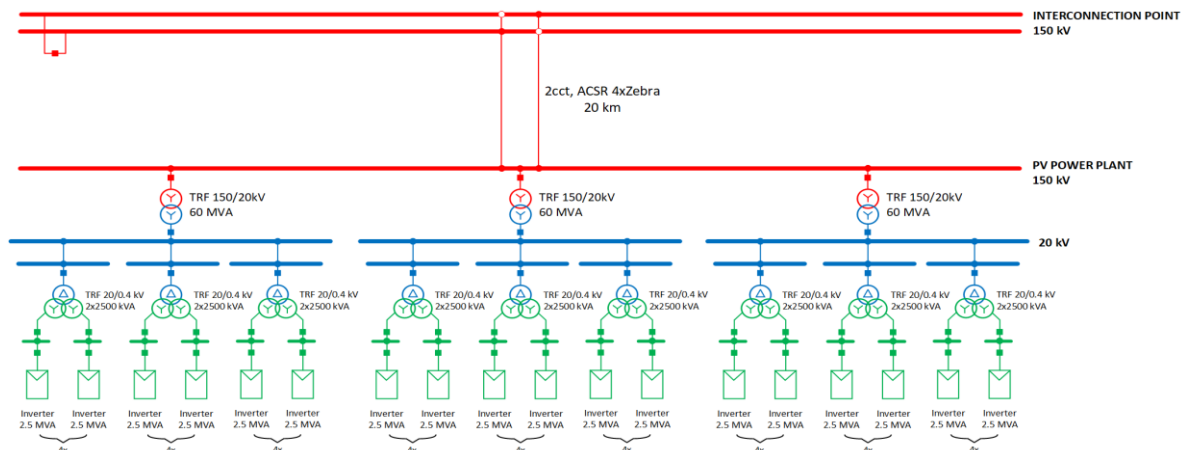 INTERCONNECTION POINT
150 kV
2cct, ACSR 4xZebra
20 km
PV POWER PLANT
150 kV
TRF 150/20kV
60 MVA
TRF 150/20kV
60 MVA
TRF 150/20kV
60 MVA
20 kV
TRF 20/0.4 kV
2x2500 kVA
TRF 20/0.4 kV
2x2500 kVA
TRF 20/0.4 kV
2x2500 kVA
TRF 20/0.4 kV
2x2500 kVA
TRF 20/0.4 kV
2x2500 kVA
TRF 20/0.4 kV
2x2500 kVA
TRF 20/0.4 kV
2x2500 kVA
TRF 20/0.4 kV
2x2500 kVA
TRF 20/0.4 kV
2x2500 kVA
Inverter
2.5 MVA
Inverter
2.5 MVA
Inverter
2.5 MVA
Inverter
2.5 MVA
Inverter
2.5 MVA
Inverter
2.5 MVA
Inverter
2.5 MVA
Inverter
2.5 MVA
Inverter
2.5 MVA
Inverter
2.5 MVA
Inverter
2.5 MVA
Inverter
2.5 MVA
Inverter
2.5 MVA
Inverter
2.5 MVA
Inverter
2.5 MVA
Inverter
2.5 MVA
Inverter
2.5 MVA
Inverter
2.5 MVA